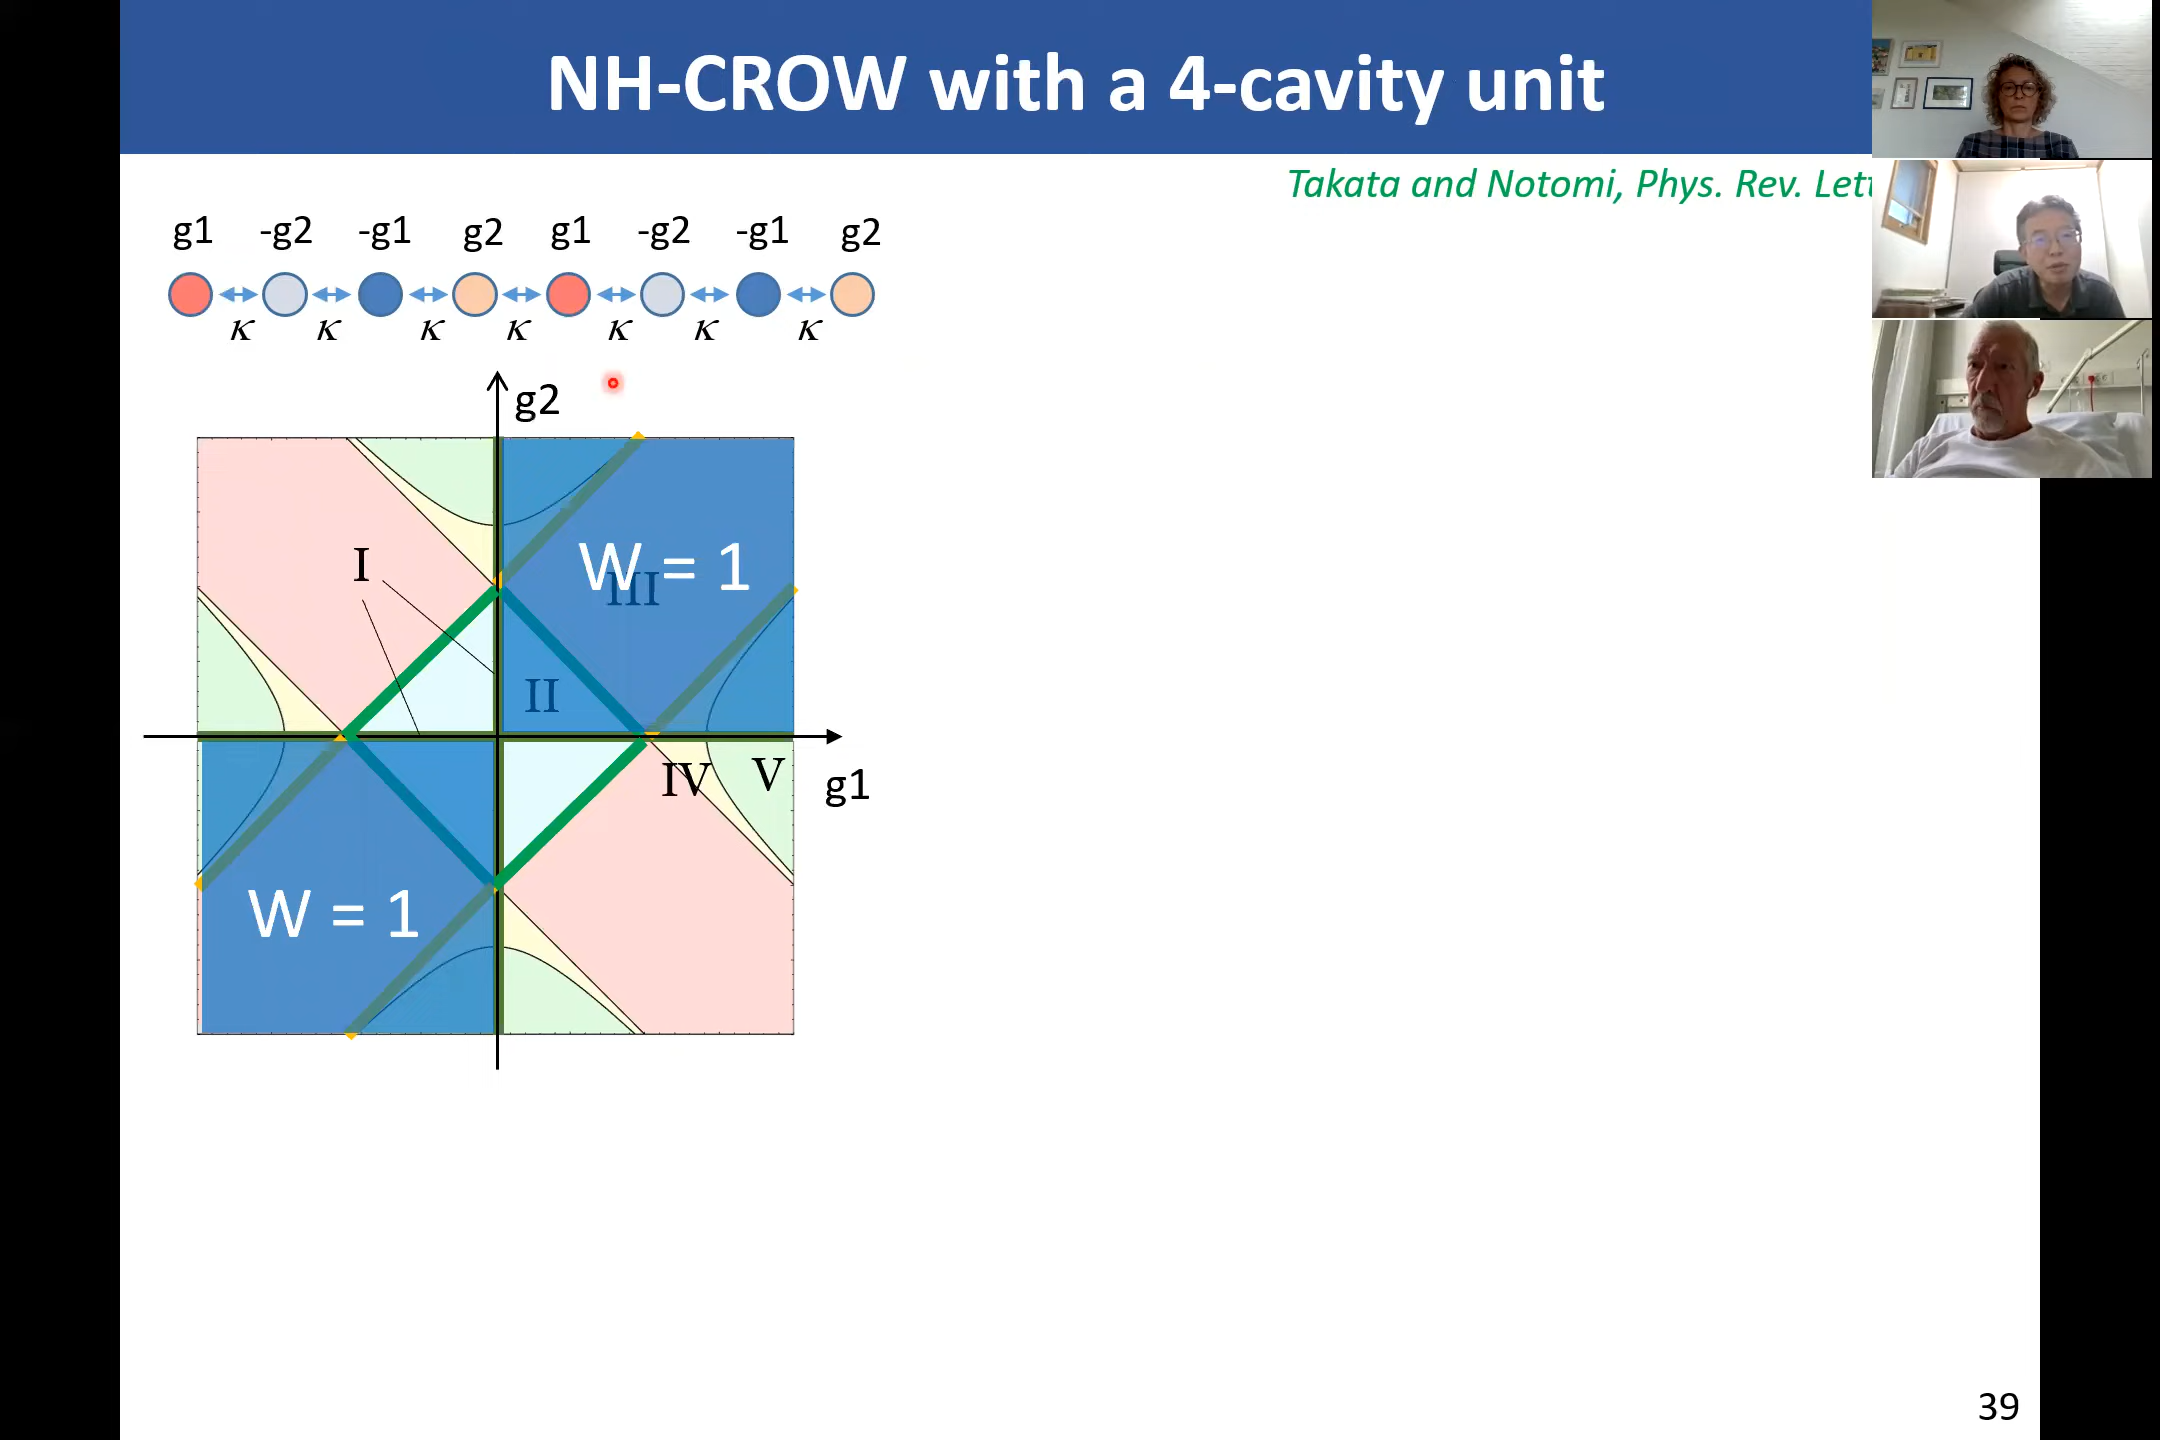 NH-CROW with a 4-cavity unit
Takata and Notomi, Phys. Rev. Lett
g1 -g2 -g1 g2 g1 -g2 -g1 g2
κ κ κ κ κ κ κ
g2
I
W = 1
III
II
IV V
g1
W = 1
39